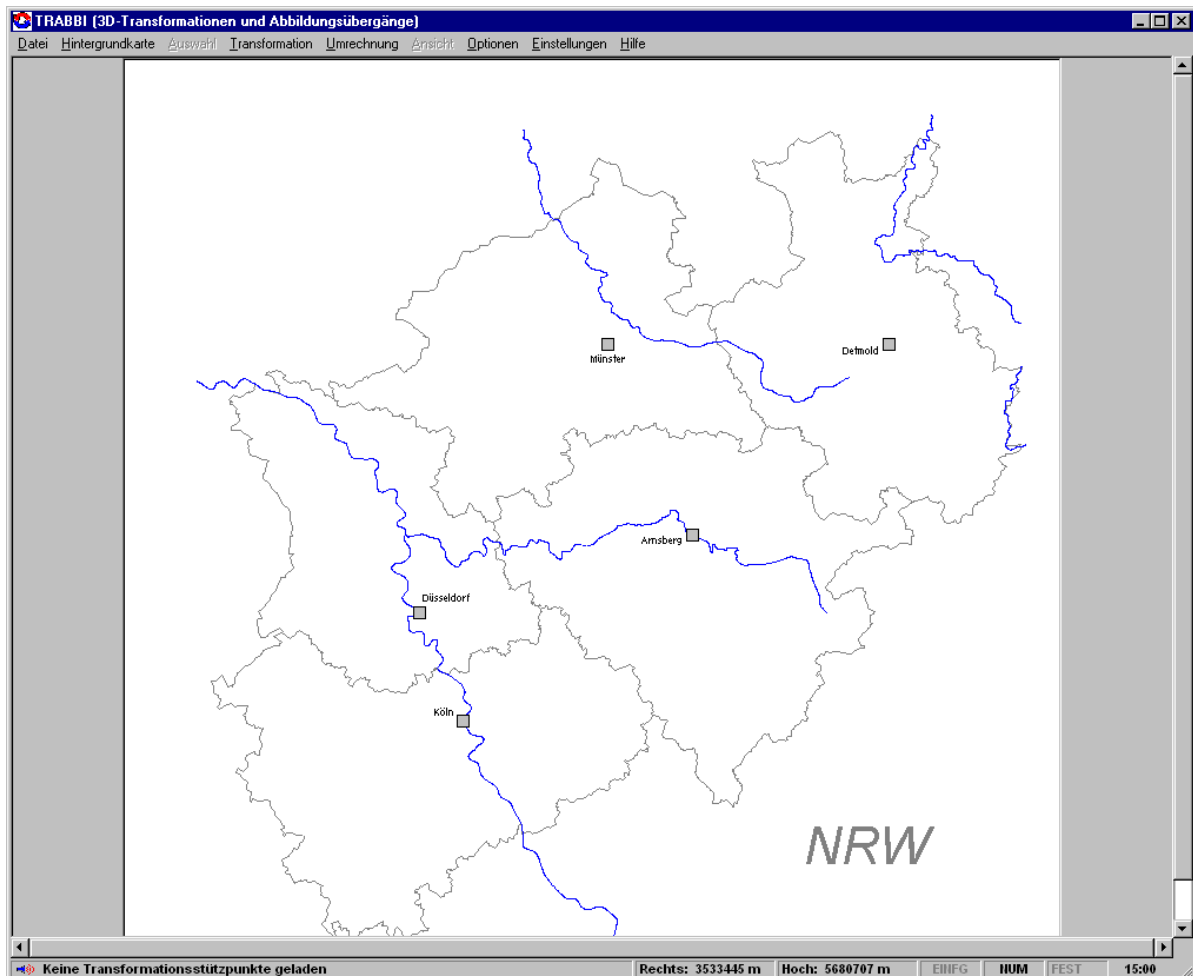 TRABBI (3D-Transformationen und Abbildungsübergänge)
Datei Hintergrundkarte Auswahl Transformation Umrechnung Ansicht Optionen Einstellungen Hilfe
Münster
Detmold
Arnsberg
Düsseldorf
Köln
NRW
Keine Transformationsstützpunkte geladen Rechts: 3533445 m Hoch: 5680707 m EINFG NUM FEST 15:00